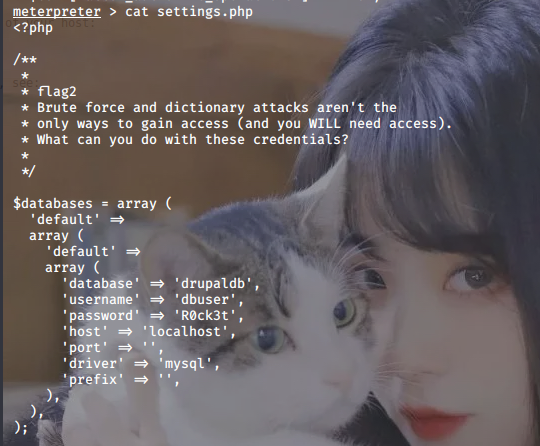 meterpreter > cat settings.php
<?php
/**
 *
 * flag2
 * Brute force and dictionary attacks aren't the
 * only ways to gain access (and you WILL need access).
 * What can you do with these credentials?
 *
 */
$databases = array (
  'default' =>
  array (
    'default' =>
    array (
      'database' => 'drupaldb',
      'username' => 'dbuser',
      'password' => 'R0ck3t',
      'host' => 'localhost',
      'port' => '',
      'driver' => 'mysql',
      'prefix' => '',
    ),
  ),
);